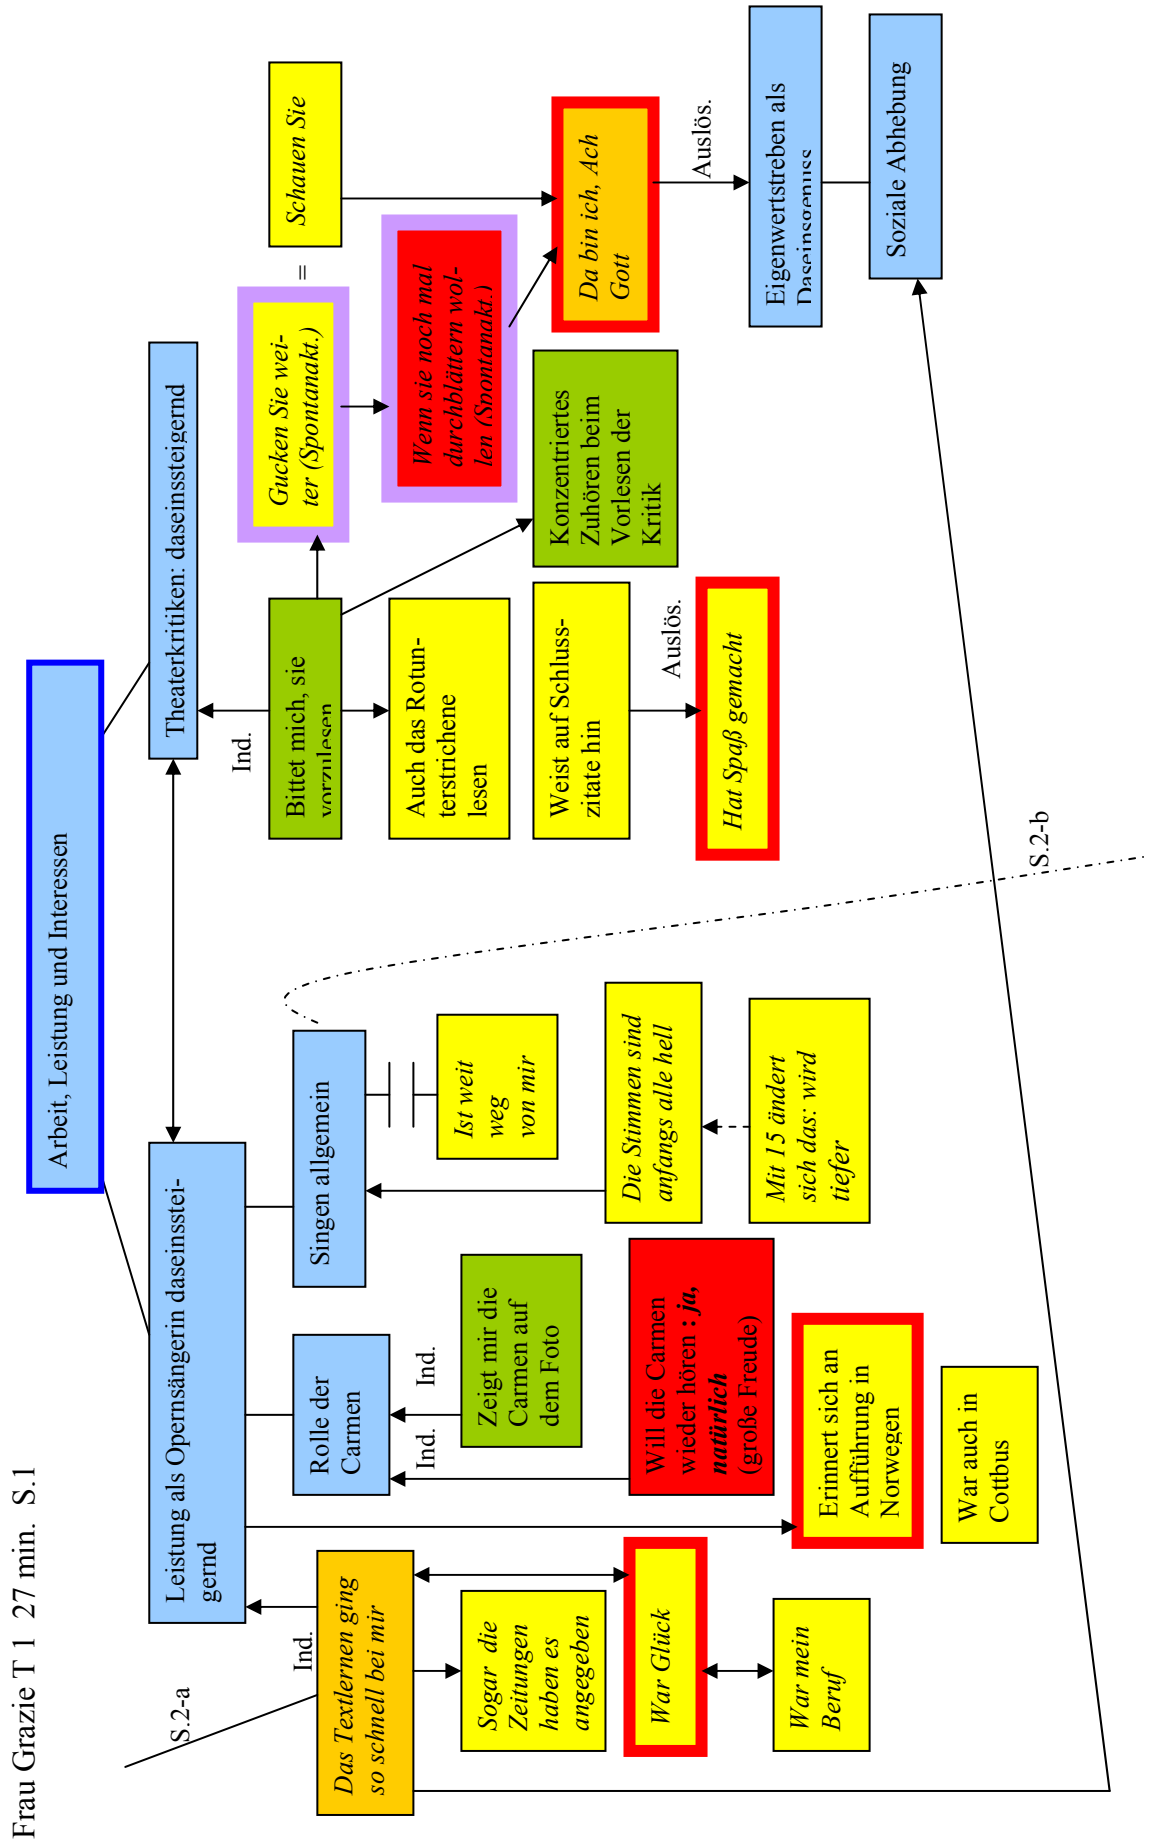 Frau Grazie T 1  27 min.  S.1
Arbeit, Leistung und Interessen
Leistung als Opernsängerin daseinsstei-
gernd
Theaterkritiken: daseinssteigernd
S.2-a
Ind.
Das Textlernen ging
so schnell bei mir
Sogar  die
Zeitungen
haben es
angegeben
War Glück
War mein
Beruf
Rolle der
Carmen
Ind.
Ind.
Zeigt mir die
Carmen auf
dem Foto
Will die Carmen
wieder hören : ja,
natürlich
(große Freude)
Erinnert sich an
Aufführung in
Norwegen
War auch in
Cottbus
Singen allgemein
Ist weit
weg
von mir
Die Stimmen sind
anfangs alle hell
Mit 15 ändert
sich das: wird
tiefer
S.2-b
Ind.
Bittet mich, sie
vorzulesen
Auch das Rotun-
terstrichene
lesen
Weist auf Schluss-
zitate hin
Auslös.
Hat Spaß gemacht
Gucken Sie wei-
ter (Spontanakt.)
=
Schauen Sie
Wenn sie noch mal
durchblättern wol-
len (Spontanakt.)
Konzentriertes
Zuhören beim
Vorlesen der
Kritik
Da bin ich, Ach
Gott
Auslös.
Eigenwertstreben als
Daseinsgenuss
Soziale Abhebung